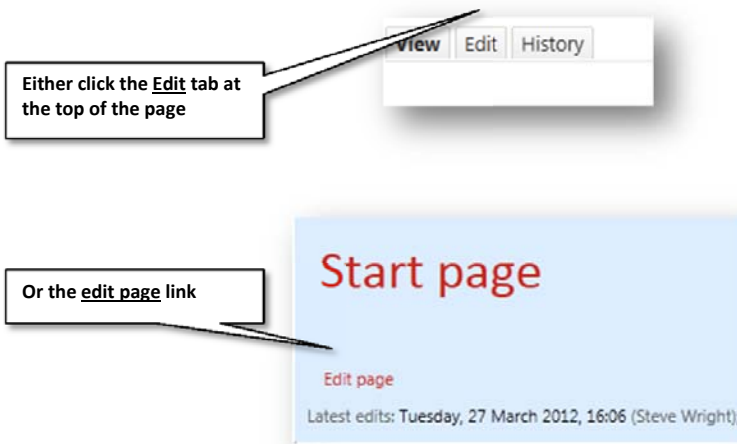 View Edit History
Either click the Edit tab at
the top of the page
Start page
Or the edit page link
Edit page
Latest edits: Tuesday, 27 March 2012, 16:06 (Steve Wright);